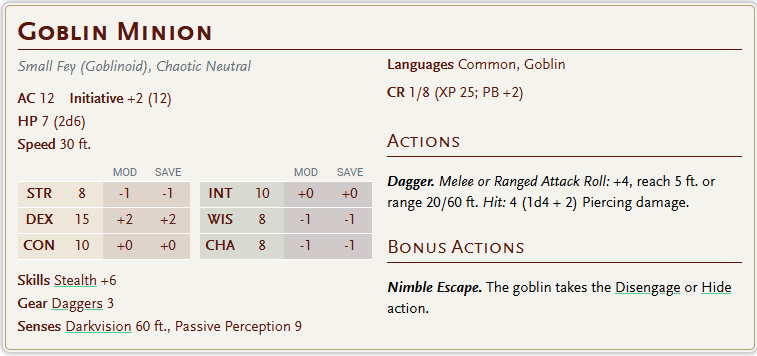 Goblin Minion
Small Fey (Goblinoid), Chaotic Neutral
AC 12 Initiative +2 (12)
HP 7 (2d6)
Speed 30 ft.
MOD SAVE MOD SAVE
STR 8 -1 -1 INT 10 +0 +0
DEX 15 +2 +2 WIS 8 -1 -1
CON 10 +0 +0 CHA 8 -1 -1
Skills Stealth +6
Gear Daggers 3
Senses Darkvision 60 ft., Passive Perception 9
Languages Common, Goblin
CR 1/8 (XP 25; PB +2)
Actions
Dagger. Melee or Ranged Attack Roll: +4, reach 5 ft. or
range 20/60 ft. Hit: 4 (1d4 + 2) Piercing damage.
Bonus Actions
Nimble Escape. The goblin takes the Disengage or Hide
action.